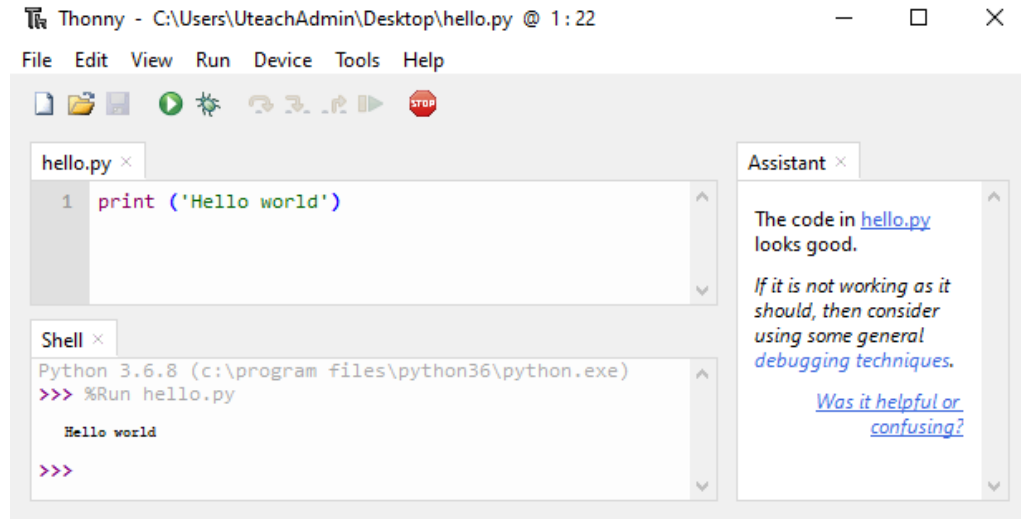 Thonny - C:\Users\UteachAdmin\Desktop\hello.py @ 1:22
File Edit View Run Device Tools Help
STOP
hello.py
1 print ('Hello world')
Shell
Python 3.6.8 (c:\program files\python36\python.exe)
>>> %Run hello.py
Hello world
>>>
Assistant
The code in hello.py
looks good.
If it is not working as it
should, then consider
using some general
debugging techniques.
Was it helpful or
confusing?